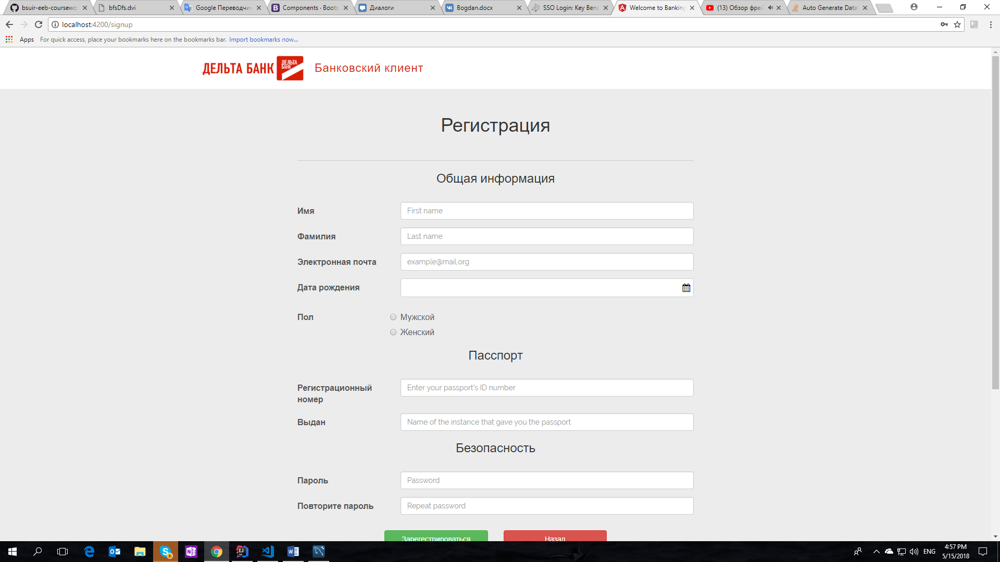 bsuir-eeb-coursewo
bfsDfs.dvi
Google Переводчик
Components · Boots
Диалоги
Bogdan.docx
SSO Login: Key Bene
Welcome to Banking
(13) Обзор фрей
Auto Generate Datal
localhost:4200/signup
Apps
For quick access, place your bookmarks here on the bookmarks bar. Import bookmarks now...
ДЕЛЬТА БАНК
ДЕЛЬТА
БАНК
Банковский клиент
Регистрация
Общая информация
Имя
First name
Фамилия
Last name
Электронная почта
example@mail.org
Дата рождения
Пол
Мужской
Женский
Пасспорт
Регистрационный
номер
Enter your passport's ID number
Выдан
Name of the instance that gave you the passport
Безопасность
Пароль
Password
Повторите пароль
Repeat password
Зарегестрироваться
Назад
ENG
4:57 PM
5/15/2018